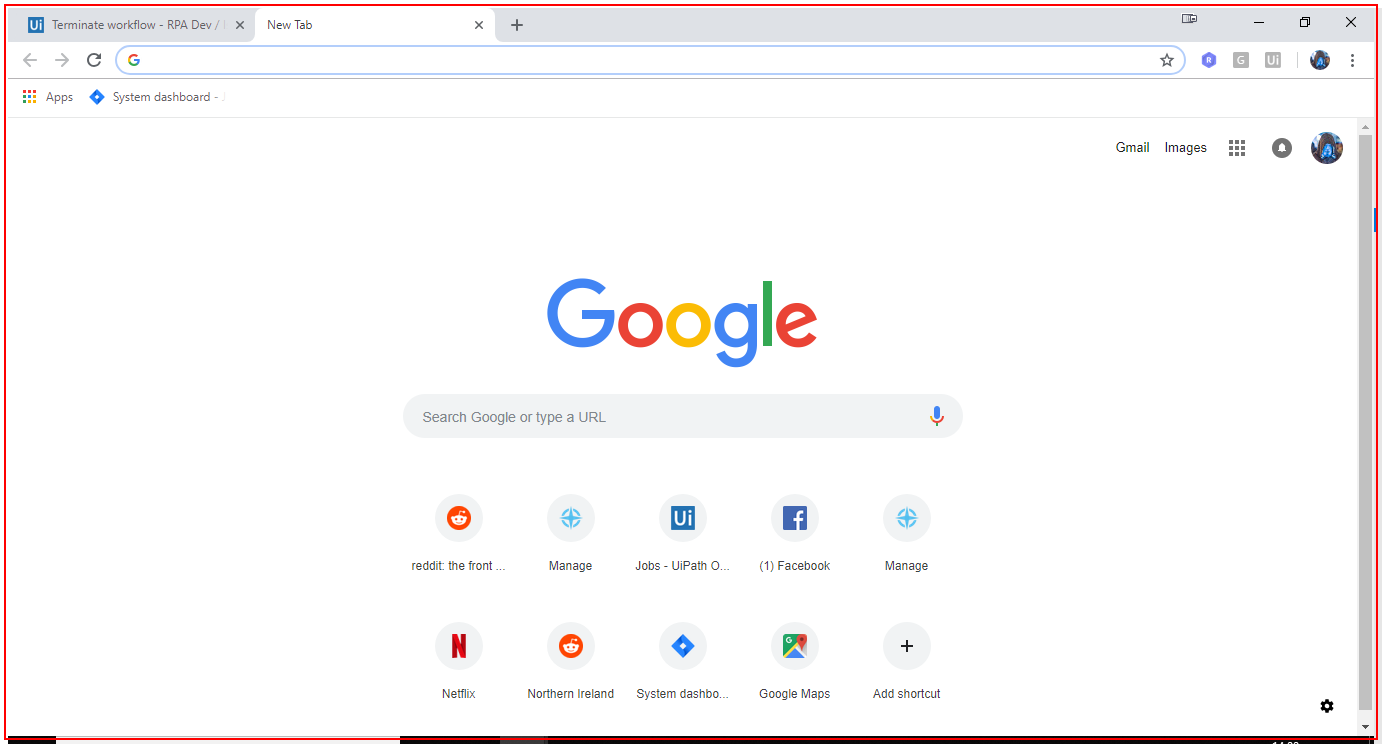 Ui Terminate workflow - RPA Dev /
New Tab
R G Ui
Apps
System dashboard -
Gmail Images
Google
Search Google or type a URL
Ui
reddit: the front ...
Manage
Jobs - UiPath O...
(1) Facebook
Manage
Netflix
Northern Ireland
System dashbo...
Google Maps
Add shortcut